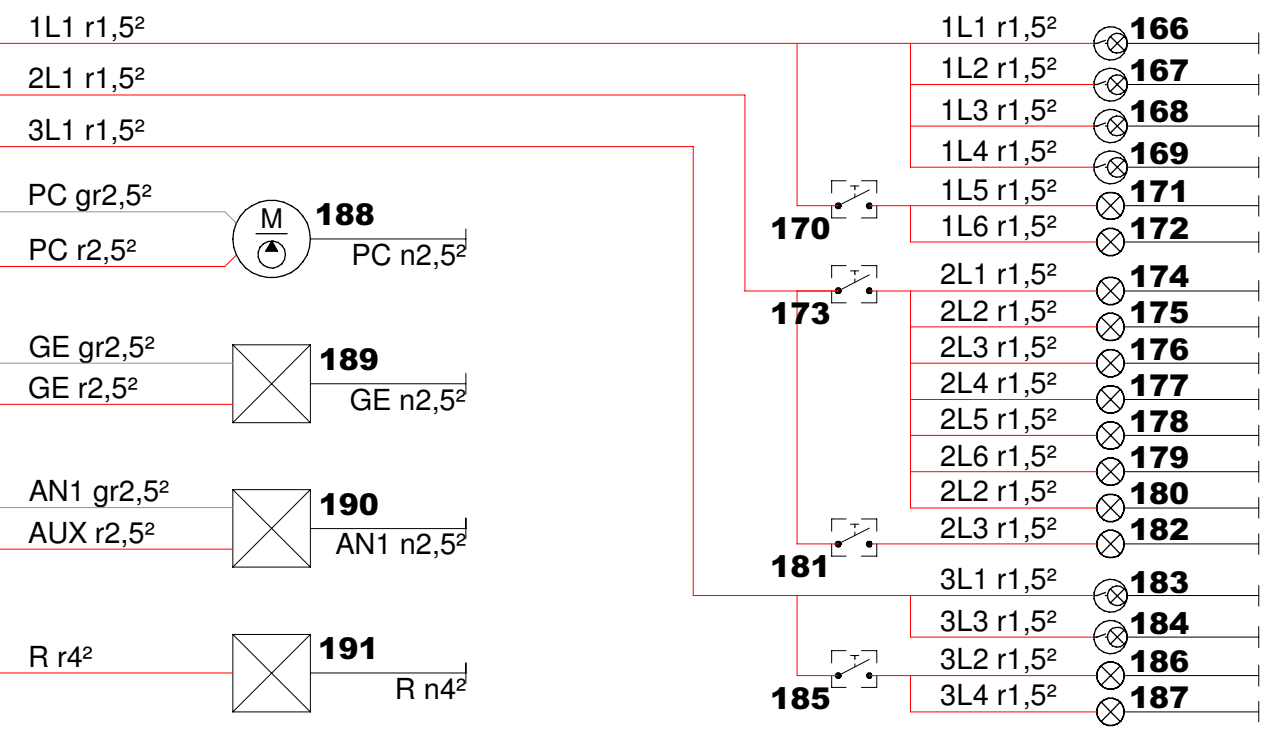 1L1 r1,5²
2L1 r1,5²
3L1 r1,5²
PC gr2,5²
PC r2,5²
M
188
PC n2,5²
GE gr2,5²
GE r2,5²
189
GE n2,5²
AN1 gr2,5²
AUX r2,5²
190
AN1 n2,5²
R r4²
191
R n4²
170
173
181
185
1L1 r1,5² 166
1L2 r1,5² 167
1L3 r1,5² 168
1L4 r1,5² 169
1L5 r1,5² 171
1L6 r1,5² 172
2L1 r1,5² 174
2L2 r1,5² 175
2L3 r1,5² 176
2L4 r1,5² 177
2L5 r1,5² 178
2L6 r1,5² 179
2L2 r1,5² 180
2L3 r1,5² 182
3L1 r1,5² 183
3L3 r1,5² 184
3L2 r1,5² 186
3L4 r1,5² 187